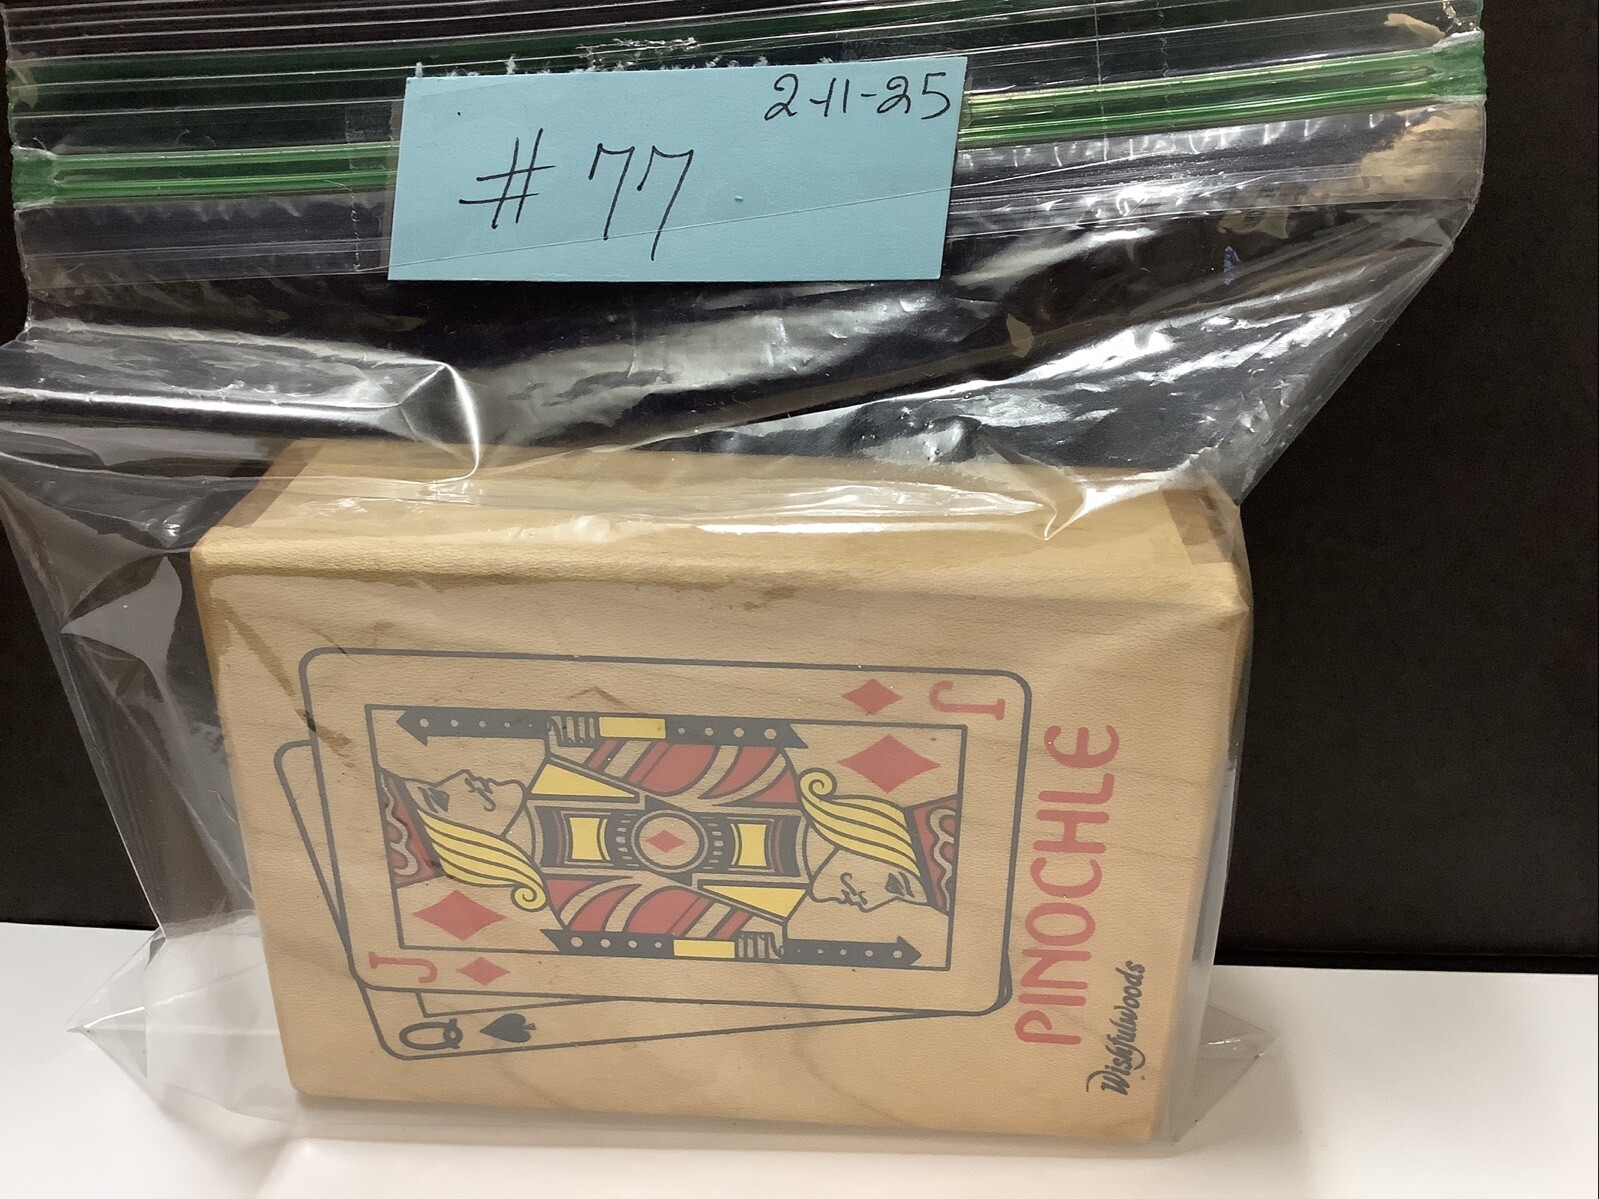 2-11-25
# 77
J
J
Q
PINOCHLE
Wishfulwoods